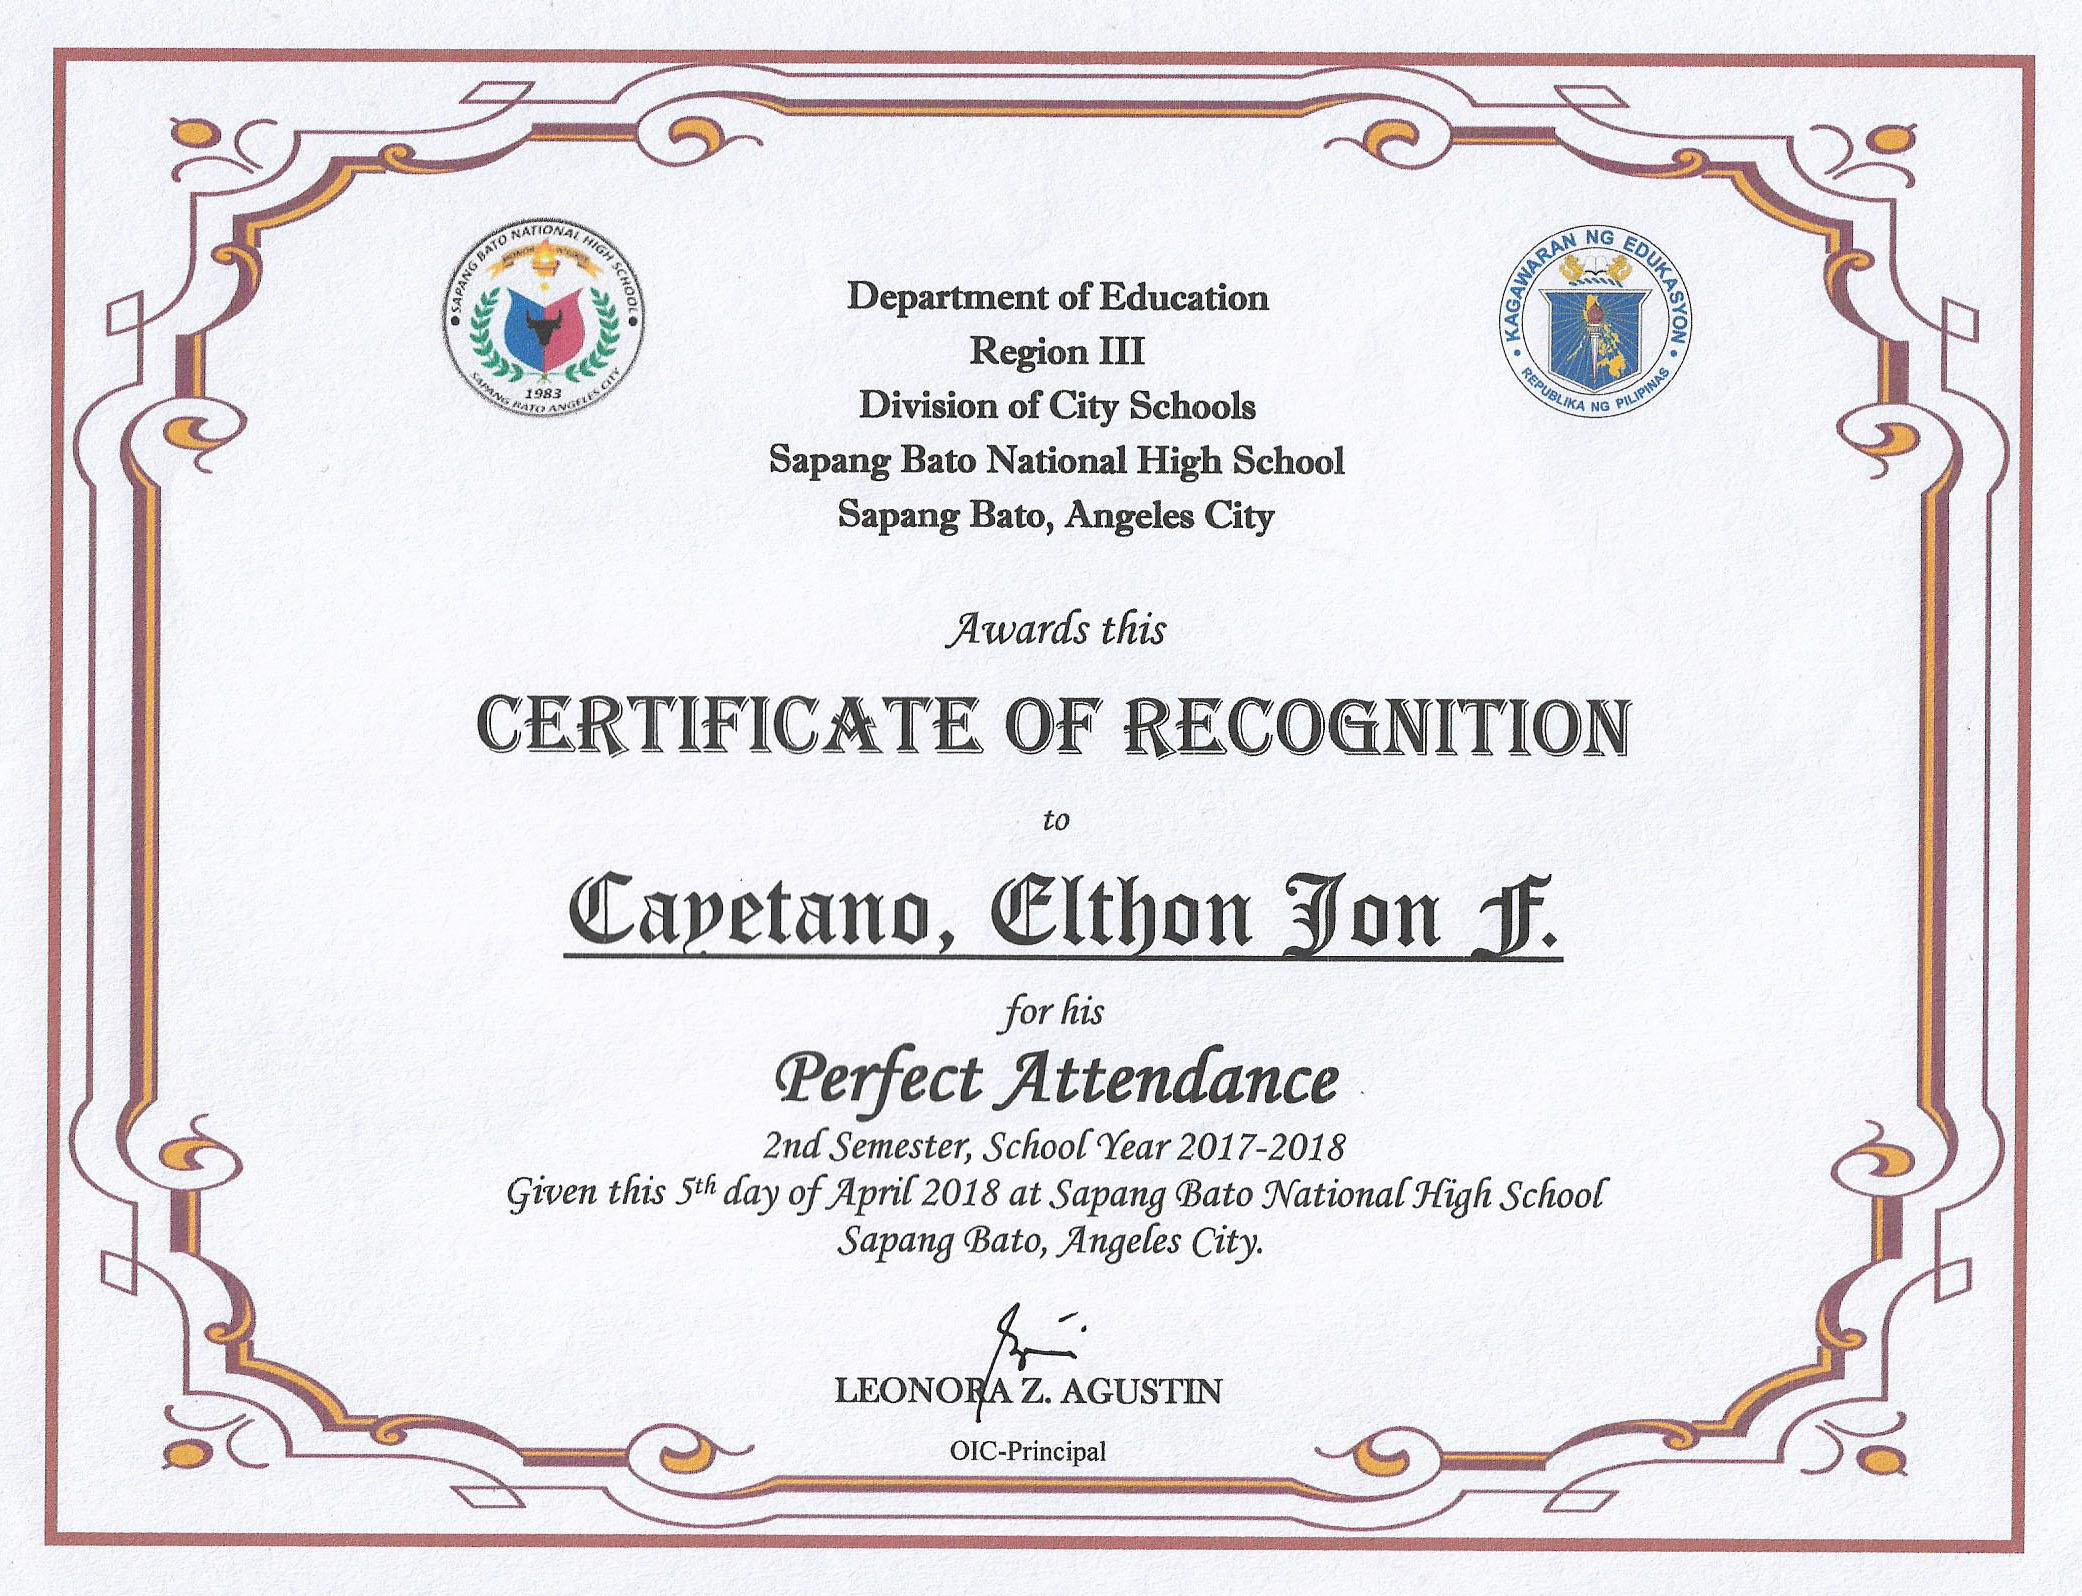 SAPANG BATO NATIONAL HIGH SCHOOL
1983
SAPANG BATO ANGELES CITY
KAGAWARAN NG EDUKASYON
REPUBLIKA NG PILIPINAS
Department of Education
Region III
Division of City Schools
Sapang Bato National High School
Sapang Bato, Angeles City
Awards this
CERTIFICATE OF RECOGNITION
to
Cayetano, Elthon Jon F.
for his
Perfect Attendance
2nd Semester, School Year 2017-2018
Given this 5th day of April 2018 at Sapang Bato National High School
Sapang Bato, Angeles City.
LEONORA Z. AGUSTIN
OIC-Principal